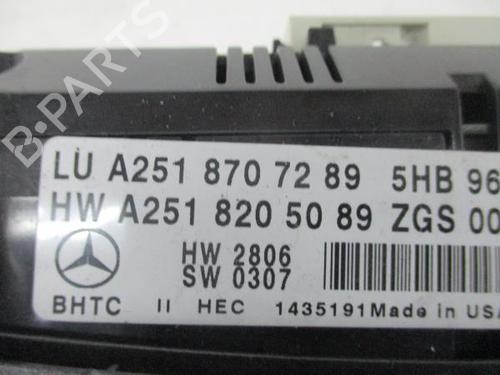 B-PARTS
LU A251 870 72 89 5HB 96
HW A251 820 50 89 ZGS 00
HW 2806
SW 0307
BHTC II HEC 1435191 Made in USA